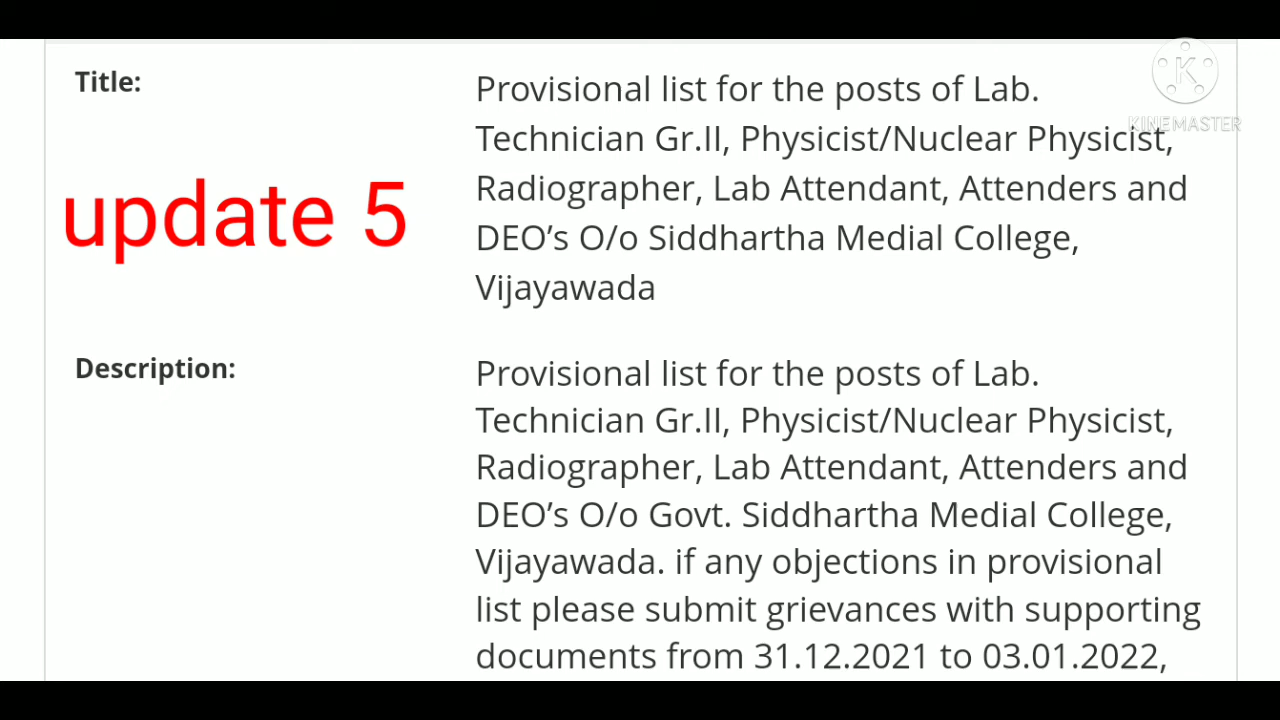 Title:
Provisional list for the posts of Lab.
Technician Gr.II, Physicist/Nuclear Physicist,
Radiographer, Lab Attendant, Attenders and
DEO’s O/o Siddhartha Medial College,
Vijayawada
update 5
KINEMASTER
Description:
Provisional list for the posts of Lab.
Technician Gr.II, Physicist/Nuclear Physicist,
Radiographer, Lab Attendant, Attenders and
DEO’s O/o Govt. Siddhartha Medial College,
Vijayawada. if any objections in provisional
list please submit grievances with supporting
documents from 31.12.2021 to 03.01.2022,